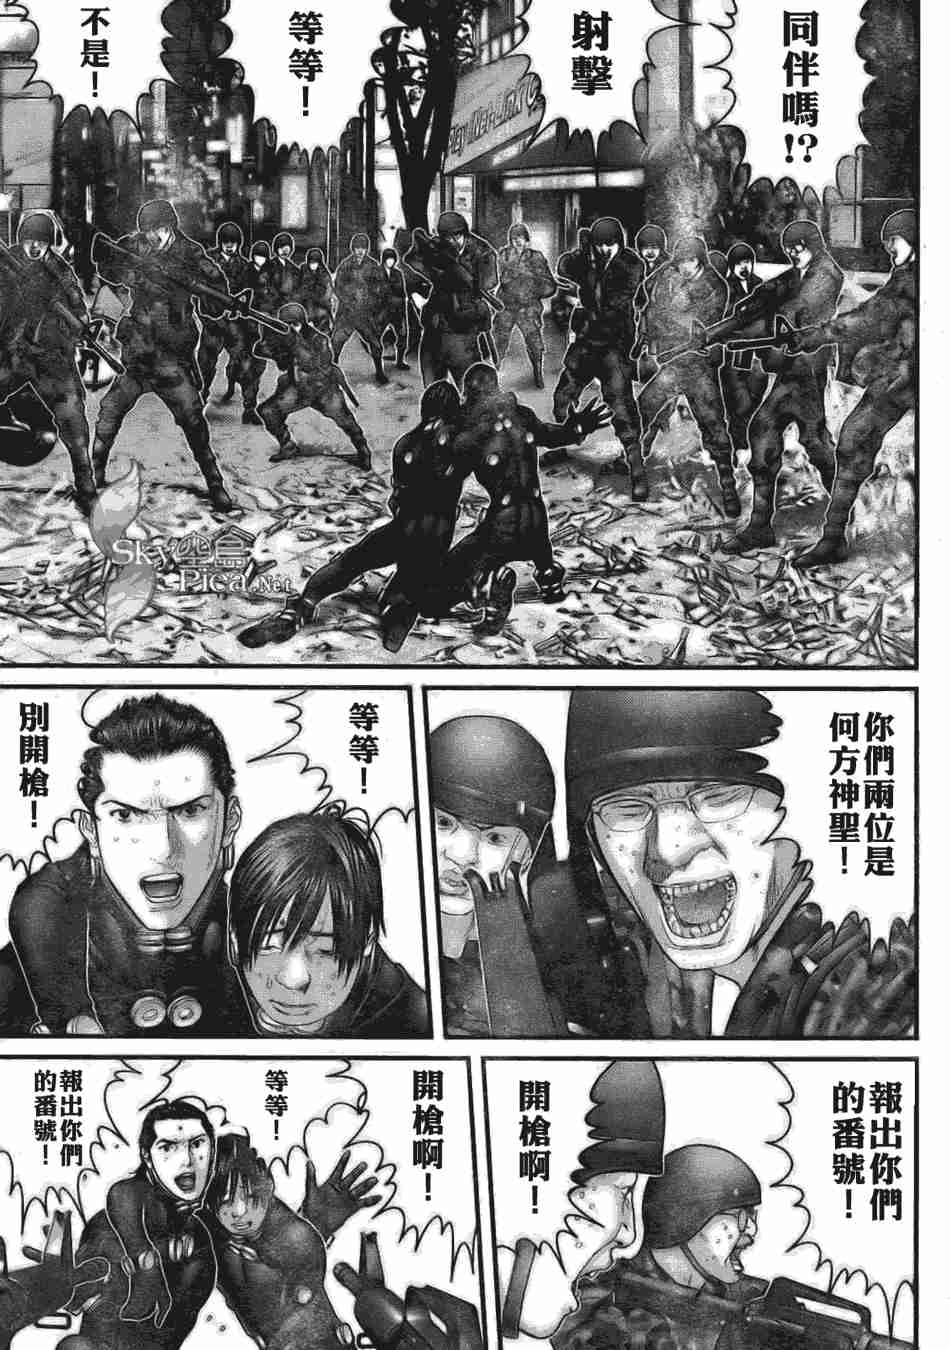 同伴嗎!?
射擊
等等！
不是！
Sky空島
Pica.Net
你們兩位是
何方神聖！
等等！
別開槍！
報出你們
的番號！
開槍啊！
開槍啊！
等等！
報出你們
的番號！